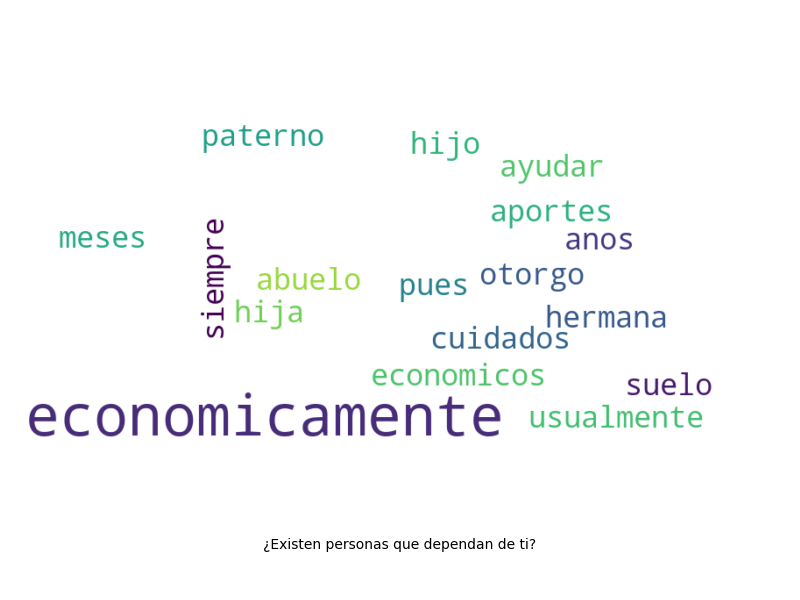 paterno
hijo
ayudar
aportes
meses
siempre
anos
abuelo
pues
otorgo
hija
hermana
cuidados
economicos
suelo
economicamente
usualmente
¿Existen personas que dependan de ti?